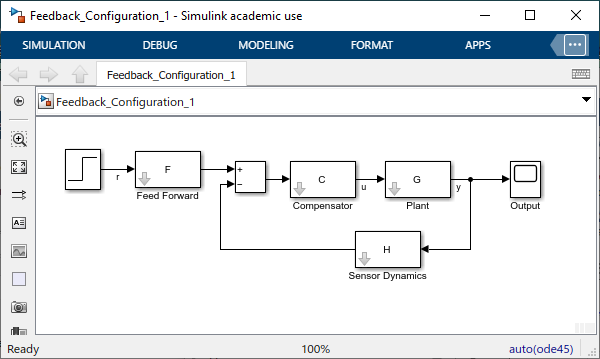 Feedback_Configuration_1 - Simulink academic use
SIMULATION DEBUG MODELING FORMAT APPS
Feedback_Configuration_1
Feedback_Configuration_1
r
F
Feed Forward
+
−
C
Compensator
u
G
Plant
y
Output
H
Sensor Dynamics
Ready 100% auto(ode45)